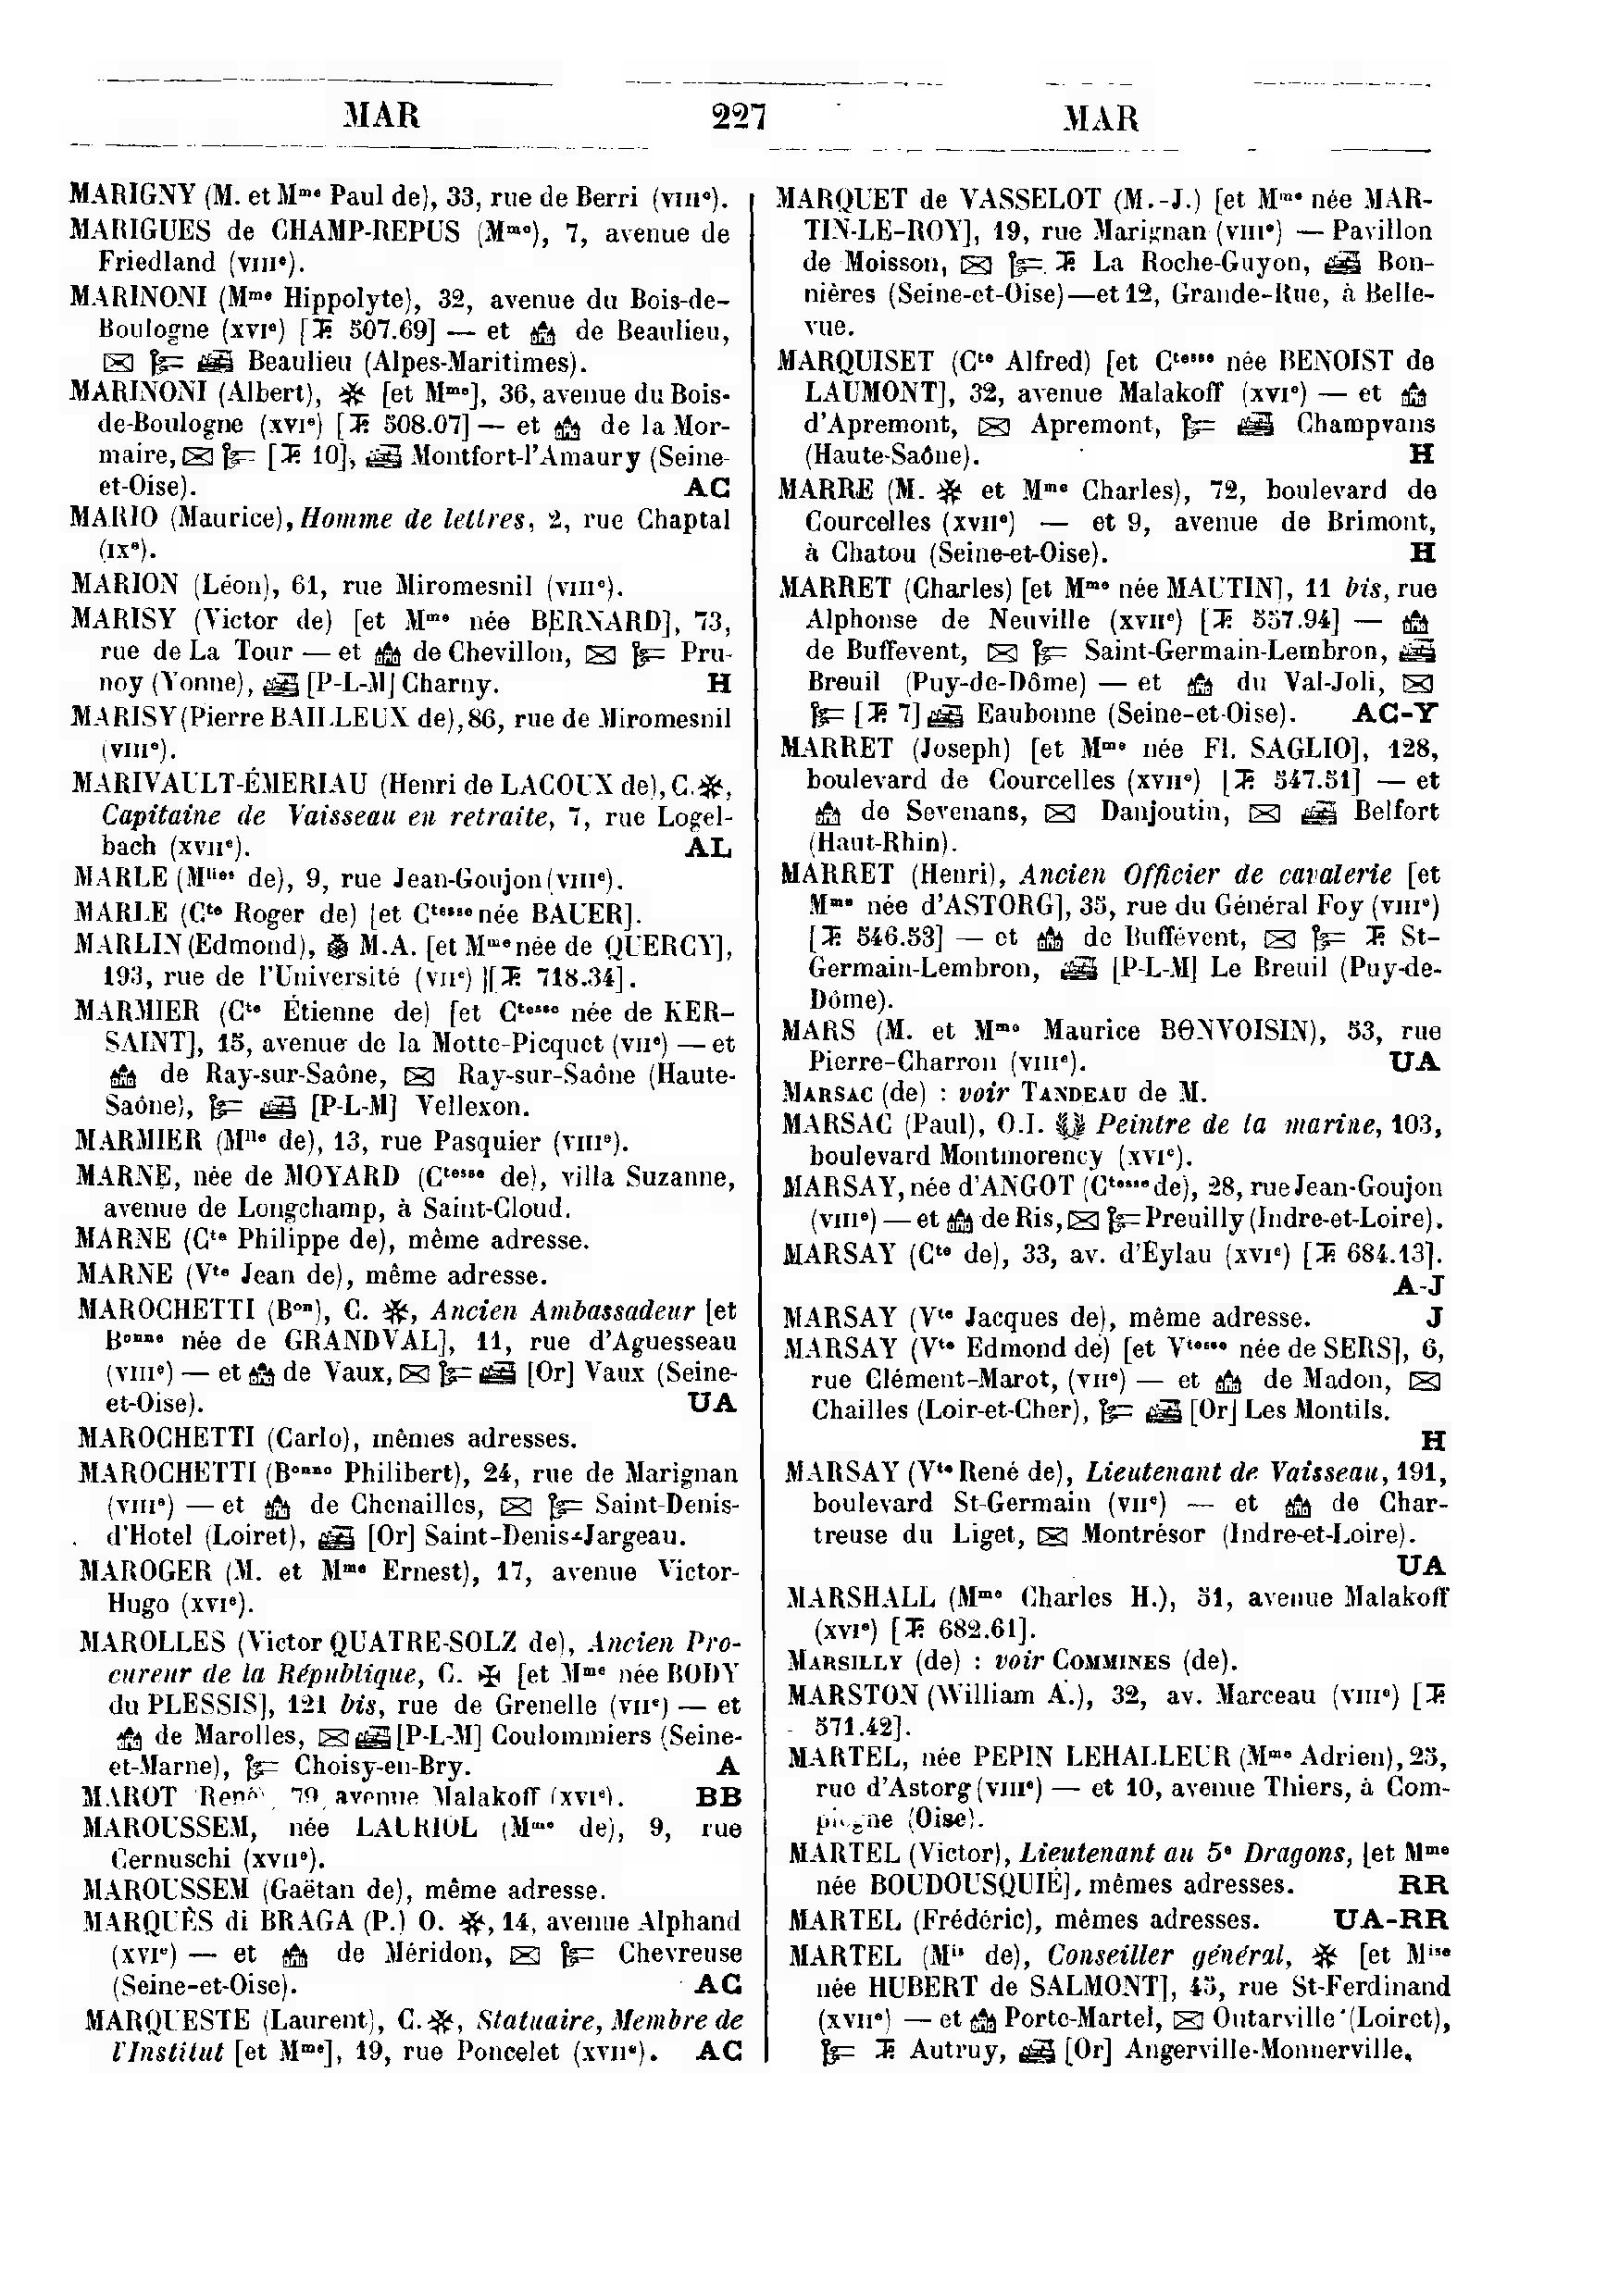 MAR 227 MAR
MARIGNY (M. et Mme Paul de), 33, rue de Berri (VIIIe).
MARIGUES de CHAMP-REPUS (Mme), 7, avenue de
Friedland (VIIIe).
MARINONI (Mme Hippolyte), 32, avenue du Bois-de-
Boulogne (XVIe) [T. 507.69] — et de Beaulieu,
Beaulieu (Alpes-Maritimes).
MARINONI (Albert), ✻ [et Mme], 36, avenue du Bois-
de-Boulogne (XVIe) [T. 508.07] — et de la Mor-
maire, [T. 10], Montfort-l'Amaury (Seine-
et-Oise). AC
MARIO (Maurice), Homme de lettres, 2, rue Chaptal
(IXe).
MARION (Léon), 61, rue Miromesnil (VIIIe).
MARISY (Victor de) [et Mme née BERNARD], 73,
rue de La Tour — et de Chevillon, Pru-
noy (Yonne), [P-L-M] Charny. H
MARISY (Pierre BAILLEUX de), 86, rue de Miromesnil
(VIIIe).
MARIVAULT-ÉMERIAU (Henri de LACOUX de), C. ✻,
Capitaine de Vaisseau en retraite, 7, rue Logel-
bach (XVIIe). AL
MARLE (Mlles de), 9, rue Jean-Goujon (VIIIe).
MARLE (Cte Roger de) [et Ctesse née BAUER].
MARLIN (Edmond), M.A. [et Mme née de QUERCY],
193, rue de l'Université (VIIe) [T. 718.34].
MARMIER (Cte Étienne de) [et Ctesse née de KER-
SAINT], 15, avenue de la Motte-Picquet (VIIe) — et
de Ray-sur-Saône, Ray-sur-Saône (Haute-
Saône), [P-L-M] Vellexon.
MARMIER (Mlle de), 13, rue Pasquier (VIIIe).
MARNE, née de MOYARD (Ctesse de), villa Suzanne,
avenue de Longchamp, à Saint-Cloud.
MARNE (Cte Philippe de), même adresse.
MARNE (Vte Jean de), même adresse.
MAROCHETTI (Bon), C. ✻, Ancien Ambassadeur [et
Bonne née de GRANDVAL], 11, rue d'Aguesseau
(VIIIe) — et de Vaux, [Or] Vaux (Seine-
et-Oise). UA
MAROCHETTI (Carlo), mêmes adresses.
MAROCHETTI (Bonne Philibert), 24, rue de Marignan
(VIIIe) — et de Chenailles, Saint-Denis-
d'Hotel (Loiret), [Or] Saint-Denis-Jargeau.
MAROGER (M. et Mme Ernest), 17, avenue Victor-
Hugo (XVIe).
MAROLLES (Victor QUATRE-SOLZ de), Ancien Pro-
cureur de la République, C. ✠ [et Mme née BODY
du PLESSIS], 121 bis, rue de Grenelle (VIIe) — et
de Marolles, [P-L-M] Coulommiers (Seine-
et-Marne), Choisy-en-Bry. A
MAROT (René), 79, avenue Malakoff (XVIe). BB
MAROUSSEM, née LAURIOL (Mme de), 9, rue
Cernuschi (XVIIe).
MAROUSSEM (Gaëtan de), même adresse.
MARQUÈS di BRAGA (P.) O. ✻, 14, avenue Alphand
(XVIe) — et de Méridon, Chevreuse
(Seine-et-Oise). AC
MARQUESTE (Laurent), C. ✻, Statuaire, Membre de
l'Institut [et Mme], 19, rue Poncelet (XVIIe). AC
MARQUET de VASSELOT (M.-J.) [et Mme née MAR-
TIN-LE-ROY], 19, rue Marignan (VIIIe) — Pavillon
de Moisson, T. La Roche-Guyon, Bon-
nières (Seine-et-Oise) — et 12, Grande-Rue, à Belle-
vue.
MARQUISET (Cte Alfred) [et Ctesse née BENOIST de
LAUMONT], 32, avenue Malakoff (XVIe) — et
d'Apremont, Apremont, Champvans
(Haute-Saône). H
MARRE (M. ✻ et Mme Charles), 72, boulevard de
Courcelles (XVIIe) — et 9, avenue de Brimont,
à Chatou (Seine-et-Oise). H
MARRET (Charles) [et Mme née MAUTIN], 11 bis, rue
Alphonse de Neuville (XVIIe) [T. 557.94] —
de Buffevent, Saint-Germain-Lembron,
Breuil (Puy-de-Dôme) — et du Val-Joli,
[T. 7] Eaubonne (Seine-et-Oise). AC-Y
MARRET (Joseph) [et Mme née Fl. SAGLIO], 128,
boulevard de Courcelles (XVIIe) [T. 547.51] — et
de Sevenans, Danjoutin, Belfort
(Haut-Rhin).
MARRET (Henri), Ancien Officier de cavalerie [et
Mme née d'ASTORG], 35, rue du Général Foy (VIIIe)
[T. 546.53] — et de Buffévent, T. St-
Germain-Lembron, [P-L-M] Le Breuil (Puy-de-
Dôme).
MARS (M. et Mme Maurice BONVOISIN), 53, rue
Pierre-Charron (VIIIe). UA
MARSAC (de) : voir TANDEAU de M.
MARSAC (Paul), O.I. Peintre de la marine, 103,
boulevard Montmorency (XVIe).
MARSAY, née d'ANGOT (Ctesse de), 28, rue Jean-Goujon
(VIIIe) — et de Ris, Preuilly (Indre-et-Loire).
MARSAY (Cte de), 33, av. d'Eylau (XVIe) [T. 684.13].
A-J
MARSAY (Vte Jacques de), même adresse. J
MARSAY (Vte Edmond de) [et Vtesse née de SERS], 6,
rue Clément-Marot, (VIIe) — et de Madon,
Chailles (Loir-et-Cher), [Or] Les Montils.
H
MARSAY (Vte René de), Lieutenant de Vaisseau, 191,
boulevard St-Germain (VIIe) — et de Char-
treuse du Liget, Montrésor (Indre-et-Loire).
UA
MARSHALL (Mme Charles H.), 51, avenue Malakoff
(XVIe) [T. 682.61].
MARSILLY (de) : voir COMMINES (de).
MARSTON (William A.), 32, av. Marceau (VIIIe) [T.
571.42].
MARTEL, née PEPIN LEHALLEUR (Mme Adrien), 25,
rue d'Astorg (VIIIe) — et 10, avenue Thiers, à Com-
piègne (Oise).
MARTEL (Victor), Lieutenant au 5e Dragons, [et Mme
née BOUDOUSQUIÉ], mêmes adresses. RR
MARTEL (Frédéric), mêmes adresses. UA-RR
MARTEL (Mis de), Conseiller général, ✻ [et Mise
née HUBERT de SALMONT], 45, rue St-Ferdinand
(XVIIe) — et Porte-Martel, Outarville (Loiret),
T. Autruy, [Or] Angerville-Monnerville.